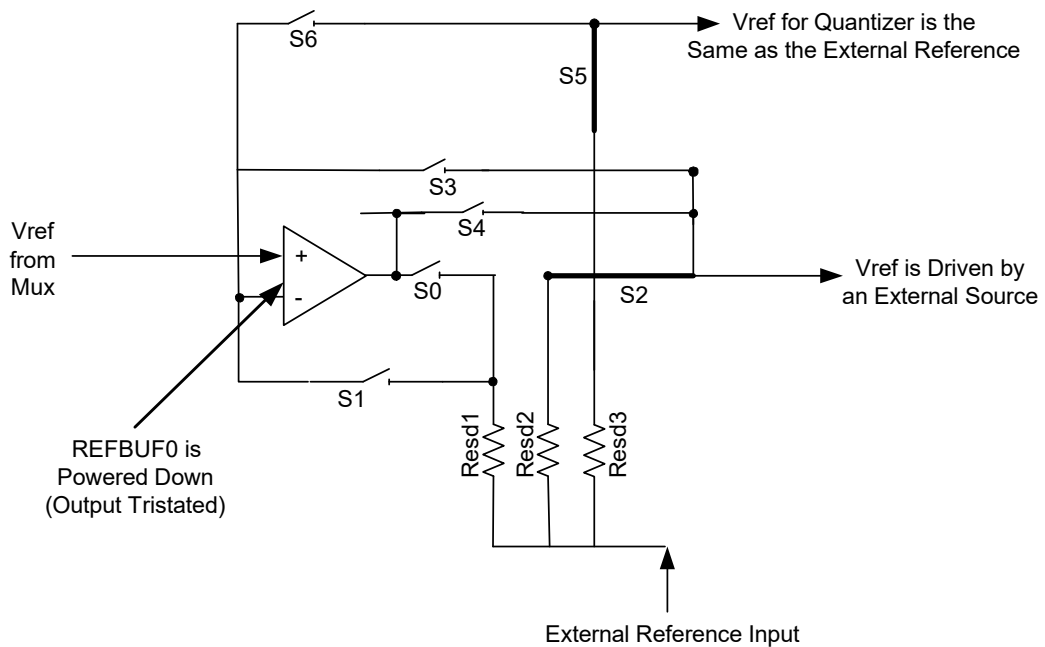 Vref for Quantizer is the
Same as the External Reference
S6
S5
S3
S4
Vref
from
Mux
+
-
S0
S2
Vref is Driven by
an External Source
S1
Resd1
Resd2
Resd3
REFBUF0 is
Powered Down
(Output Tristated)
External Reference Input